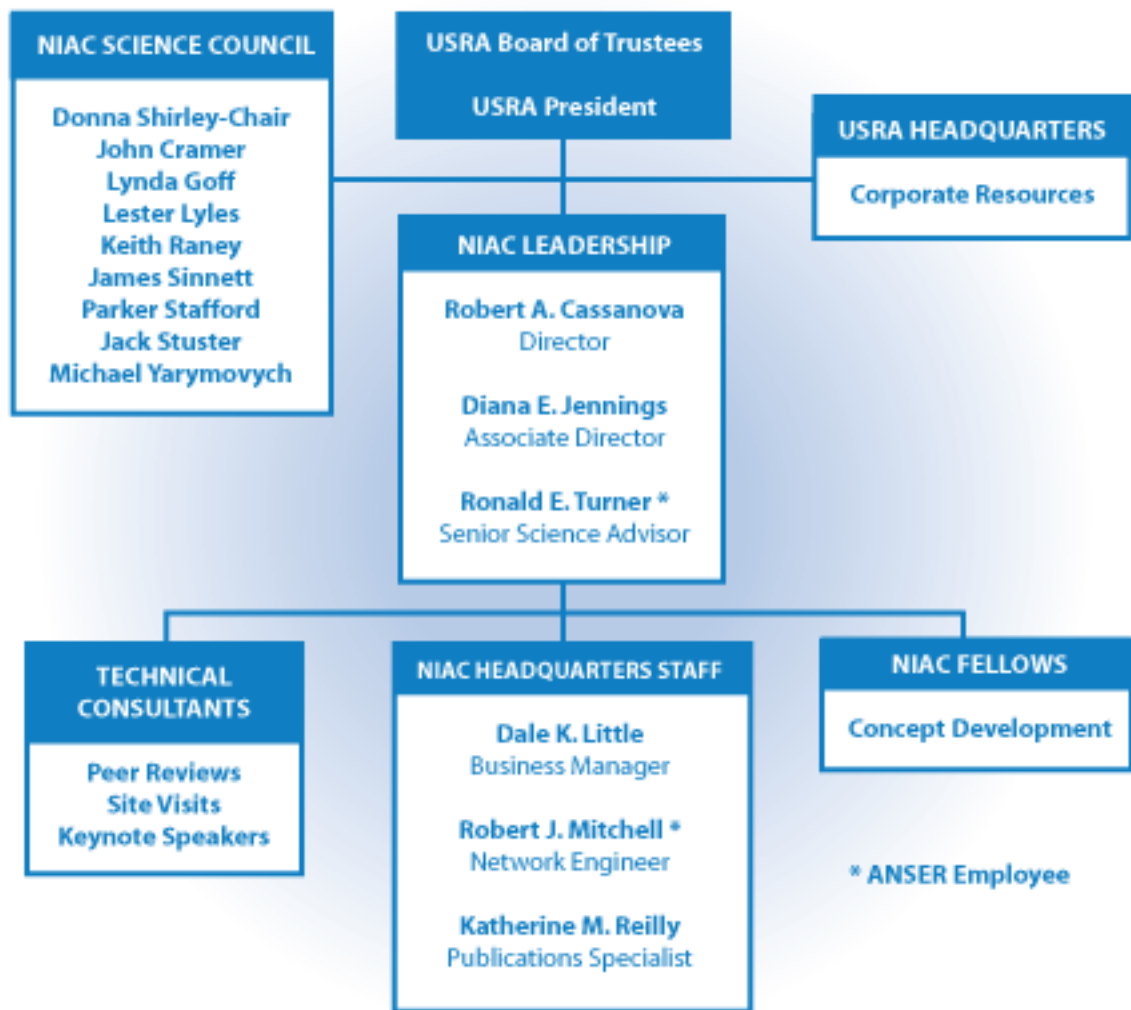 NIAC SCIENCE COUNCIL
Donna Shirley-Chair
John Cramer
Lynda Goff
Lester Lyles
Keith Raney
James Sinnett
Parker Stafford
Jack Stuster
Michael Yarymovych
USRA Board of Trustees
USRA President
USRA HEADQUARTERS
Corporate Resources
NIAC LEADERSHIP
Robert A. Cassanova
Director
Diana E. Jennings
Associate Director
Ronald E. Turner *
Senior Science Advisor
TECHNICAL
CONSULTANTS
Peer Reviews
Site Visits
Keynote Speakers
NIAC HEADQUARTERS STAFF
Dale K. Little
Business Manager
Robert J. Mitchell *
Network Engineer
Katherine M. Reilly
Publications Specialist
NIAC FELLOWS
Concept Development
* ANSER Employee